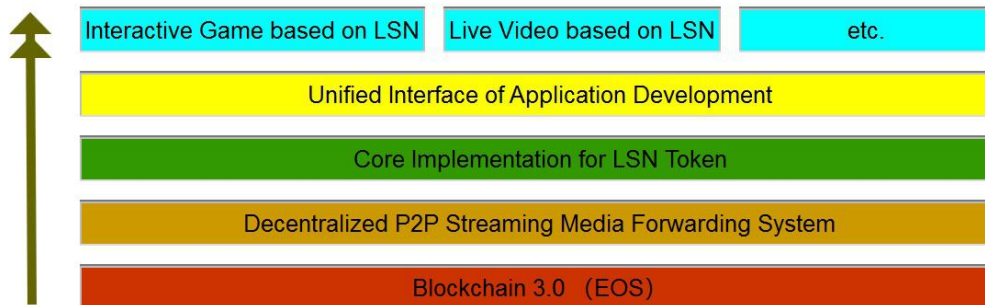 Interactive Game based on LSN
Live Video based on LSN
etc.
Unified Interface of Application Development
Core Implementation for LSN Token
Decentralized P2P Streaming Media Forwarding System
Blockchain 3.0 （EOS）